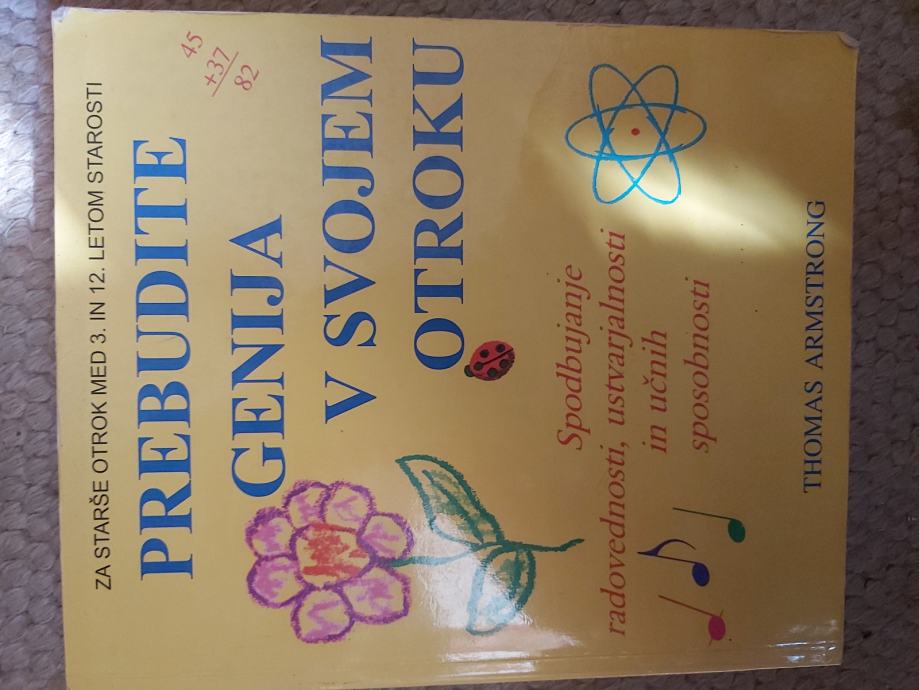 ZA STARŠE OTROK MED 3. IN 12. LETOM STAROSTI
45
+37
82
PREBUDITE
GENIJA
V SVOJEM
OTROKU
Spodbujanje
radovednosti, ustvarjalnosti
in učnih
sposobnosti
THOMAS ARMSTRONG